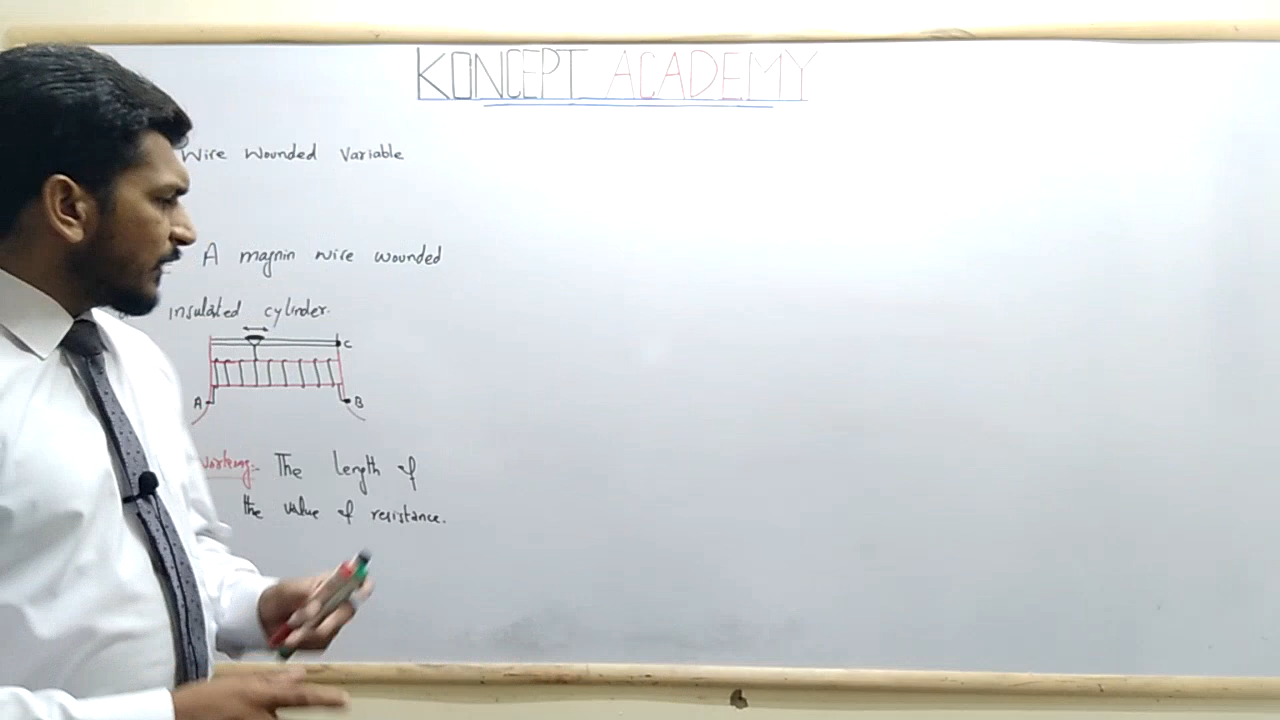 KONCEPT ACADEMY
Wire Wounded Variable
A magnin wire wounded
insulated cylinder.
C
A B
Working:- The length of
the value of resistance.